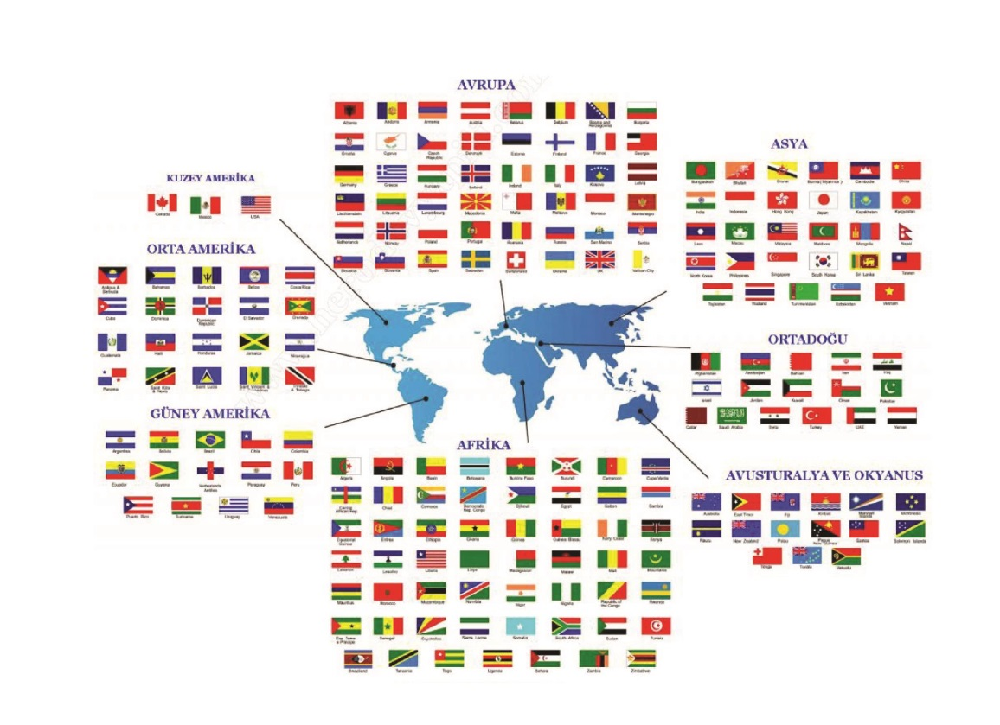 AVRUPA
Albania Andorra Armenia Austria Belarus Belgium Bosnia and Herzegovina Bulgaria
Croatia Cyprus Czech Republic Denmark Estonia Finland France Georgia
Germany Greece Hungary Iceland Ireland Italy Kosovo Latvia
Liechtenstein Lithuania Luxembourg Macedonia Malta Moldova Monaco Montenegro
Netherlands Norway Poland Portugal Romania Russia San Marino Serbia
Slovakia Slovenia Spain Sweden Switzerland Ukraine UK Vatican City
KUZEY AMERİKA
Canada Mexico USA
ORTA AMERİKA
Antigua & Barbuda Bahamas Barbados Belize Costa Rica
Cuba Dominica Dominican Republic El Salvador Grenada
Guatemala Haiti Honduras Jamaica Nicaragua
Panama Saint Kitts & Nevis Saint Lucia Saint Vincent & Trinidad & Tobago
GÜNEY AMERİKA
Argentina Bolivia Brazil Chile Colombia
Ecuador Guyana Netherlands Antilles Paraguay Peru
Puerto Rico Suriname Uruguay Venezuela
ASYA
Bangladesh Bhutan Brunei Burma (Myanmar) Cambodia China
India Indonesia Hong Kong Japan Kazakhstan Kyrgyzstan
Laos Macau Malaysia Maldives Mongolia Nepal
North Korea Philippines Singapore South Korea Sri Lanka Taiwan
Tajikistan Thailand Turkmenistan Uzbekistan Vietnam
ORTADOĞU
Afghanistan Azerbaijan Bahrain Iran Iraq
Israel Jordan Kuwait Oman Pakistan
Qatar Saudi Arabia Syria Turkey UAE Yemen
AFRİKA
Algeria Angola Benin Botswana Burkina Faso Burundi Cameroon Cape Verde
Central African Rep. Chad Comoros Democratic Rep. Congo Djibouti Egypt Gabon Gambia
Equatorial Guinea Eritrea Ethiopia Ghana Guinea Guinea Bissau Ivory Coast Kenya
Lebanon Lesotho Liberia Libya Madagascar Malawi Mali Mauritania
Mauritius Morocco Mozambique Namibia Niger Nigeria Republic of the Congo Rwanda
Sao Tome & Principe Senegal Seychelles Sierra Leone Somalia South Africa Sudan Tunisia
Swaziland Tanzania Togo Uganda Sahara Zambia Zimbabwe
AVUSTURALYA VE OKYANUS
Australia East Timor Fiji Kiribati Marshall Islands Micronesia
Nauru New Zealand Palau Papua New Guinea Samoa Solomon Islands
Tonga Tuvalu Vanuatu